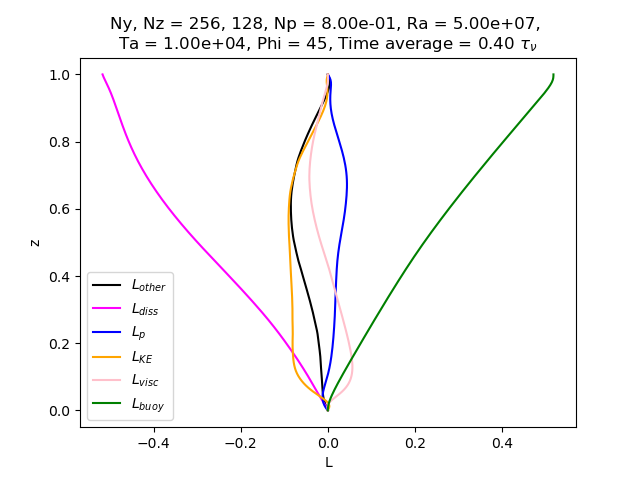 Ny, Nz = 256, 128, Np = 8.00e-01, Ra = 5.00e+07,
Ta = 1.00e+04, Phi = 45, Time average = 0.40 τ_ν
1.0
0.8
0.6
0.4
0.2
0.0
z
L_other
L_diss
L_p
L_KE
L_visc
L_buoy
−0.4 −0.2 0.0 0.2 0.4
L